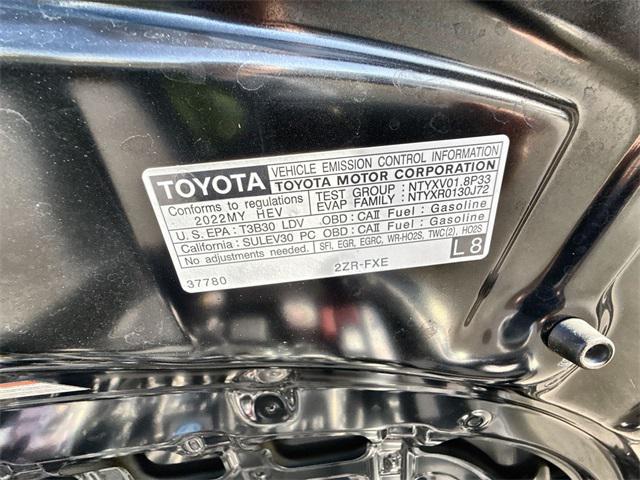 TOYOTA
VEHICLE EMISSION CONTROL INFORMATION
TOYOTA MOTOR CORPORATION
Conforms to regulations
2022MY HEV
TEST GROUP : NTYXV01.8P33
EVAP FAMILY : NTYXR0130J72
U.S. EPA : T3B30 LDV OBD : CAII Fuel : Gasoline
California : SULEV30 PC OBD : CAII Fuel : Gasoline
No adjustments needed. SFI, EGR, EGRC, WR-HO2S, TWC(2), HO2S
37780
2ZR-FXE
L8